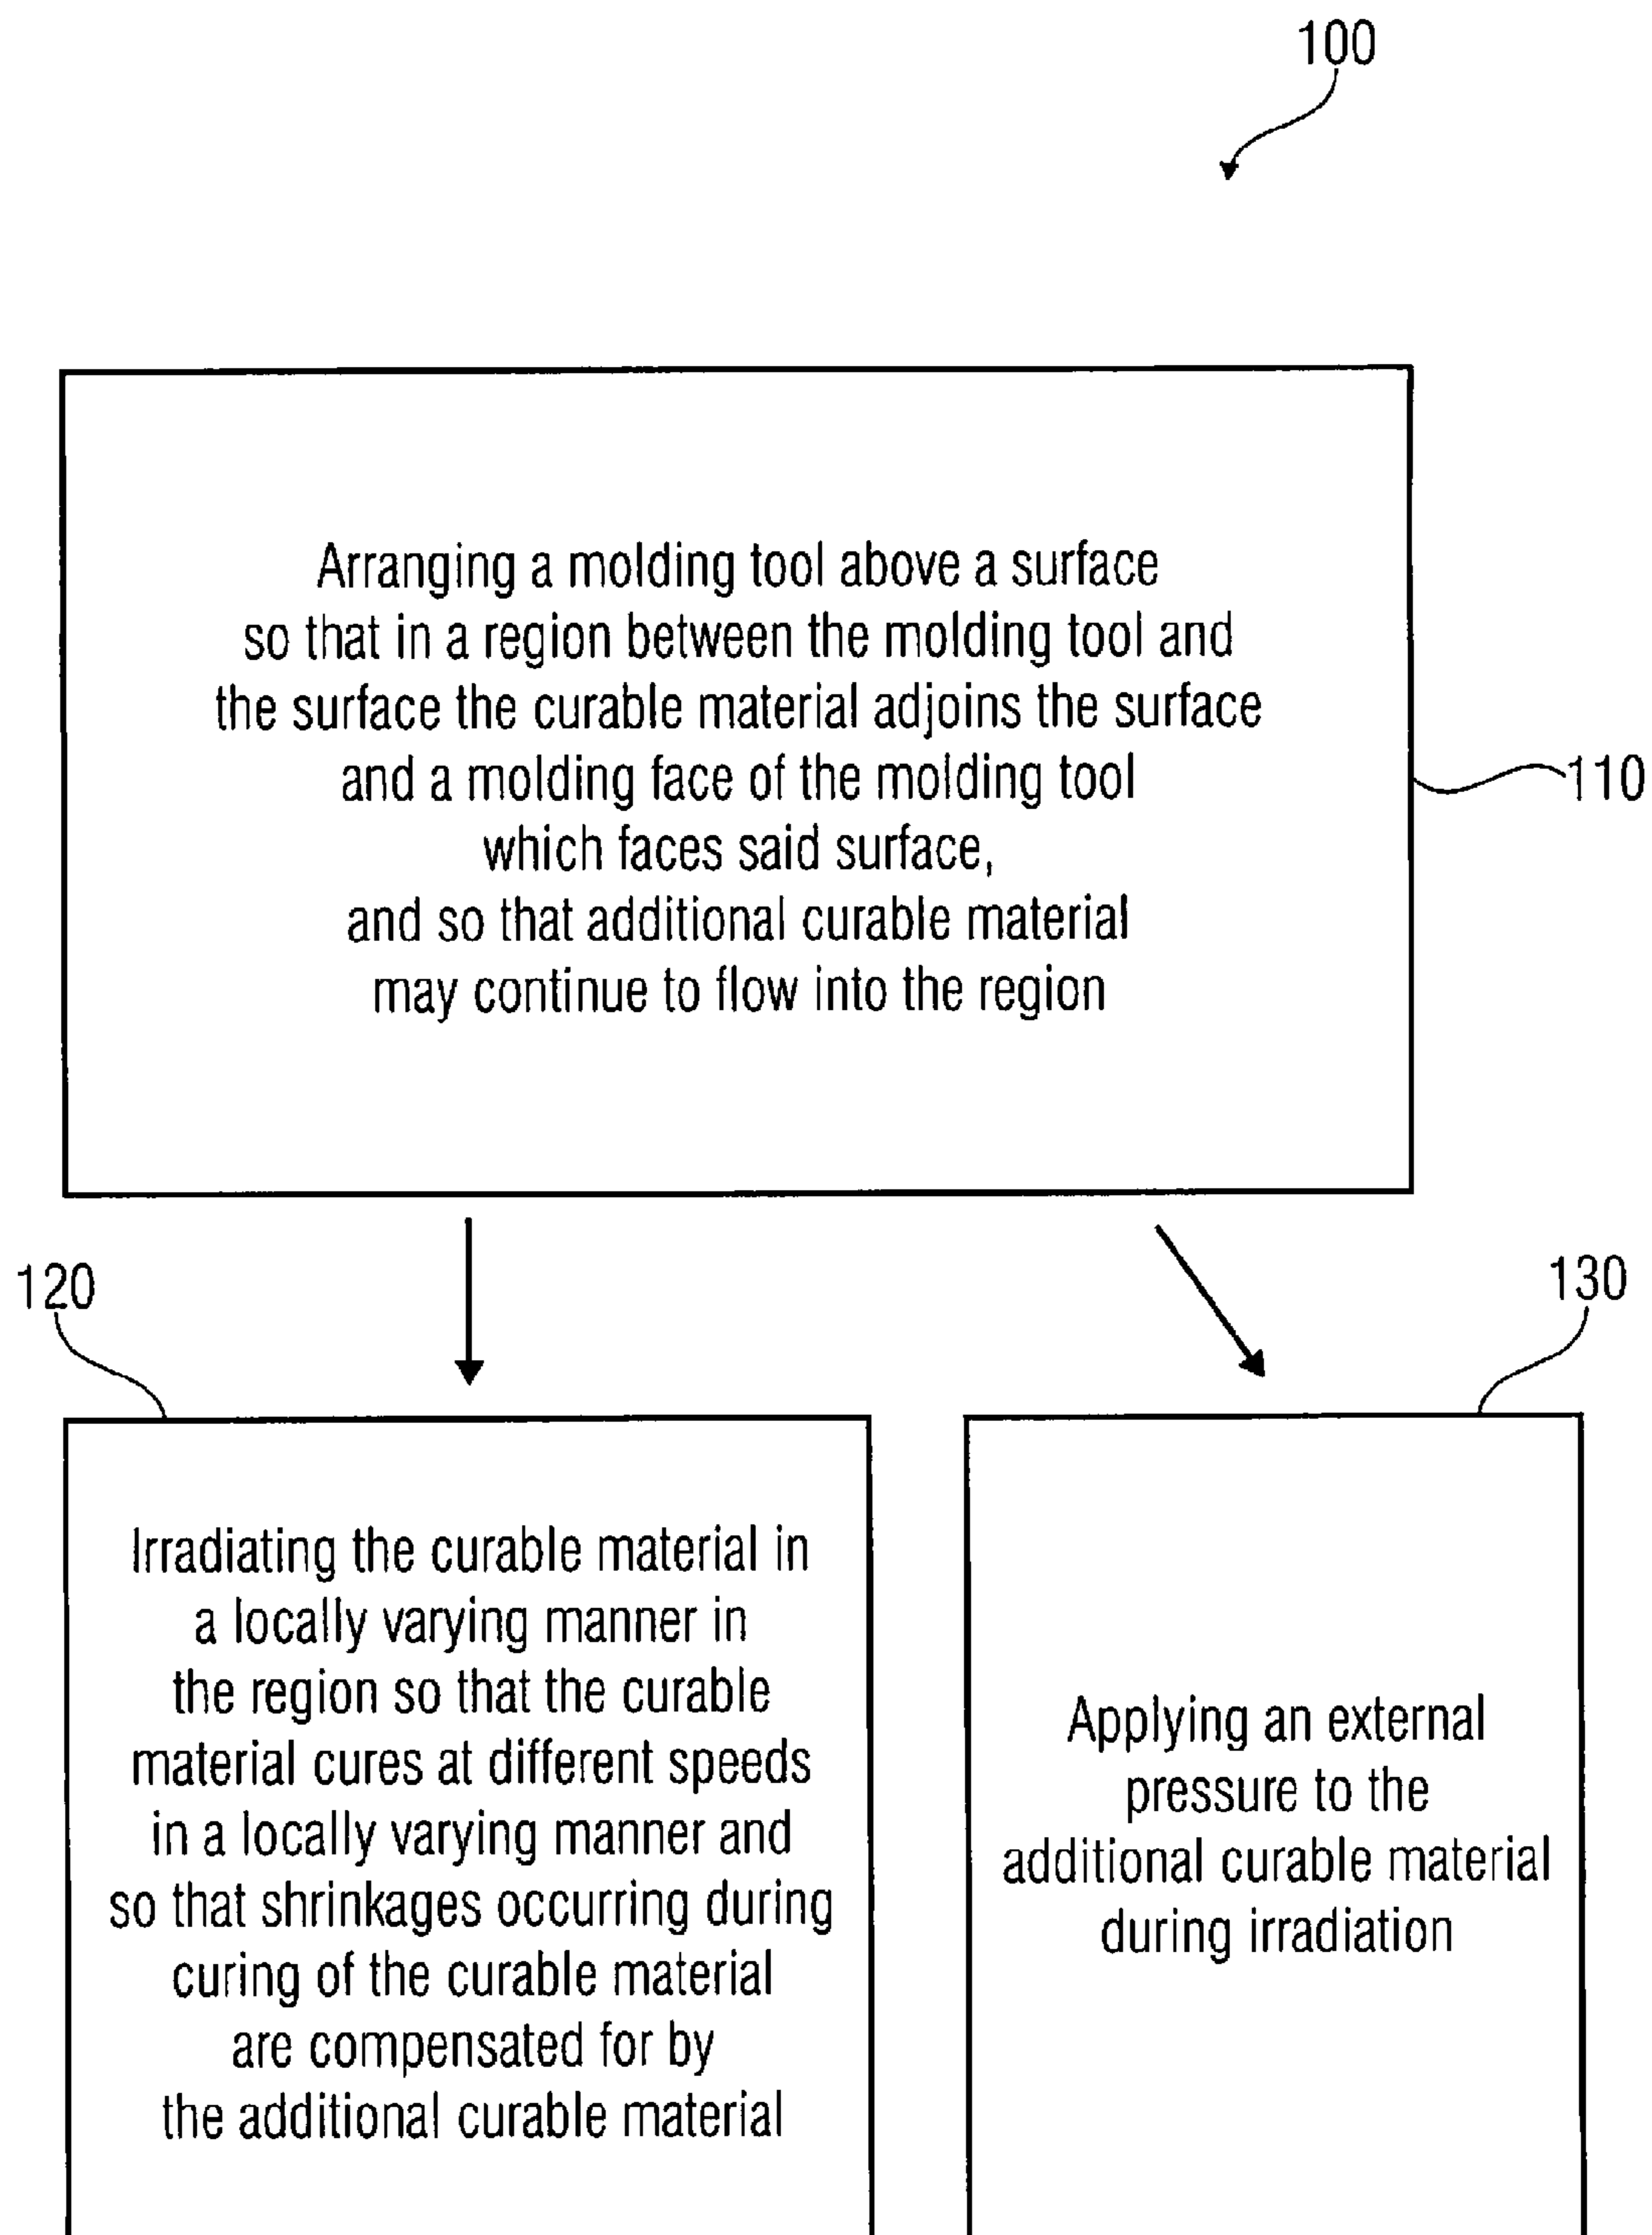 100
Arranging a molding tool above a surface
so that in a region between the molding tool and
the surface the curable material adjoins the surface
and a molding face of the molding tool
which faces said surface,
and so that additional curable material
may continue to flow into the region
110
120
Irradiating the curable material in
a locally varying manner in
the region so that the curable
material cures at different speeds
in a locally varying manner and
so that shrinkages occurring during
curing of the curable material
are compensated for by
the additional curable material
130
Applying an external
pressure to the
additional curable material
during irradiation